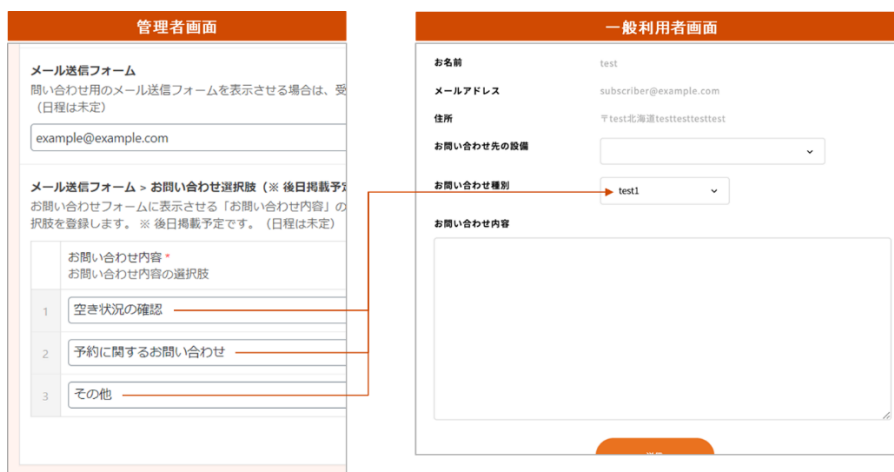 管理者画面
メール送信フォーム
問い合わせ用のメール送信フォームを表示させる場合は、受
（日程は未定）
example@example.com
メール送信フォーム > お問い合わせ選択肢（※ 後日掲載予定
お問い合わせフォームに表示させる「お問い合わせ内容」の
択肢を登録します。 ※ 後日掲載予定です。（日程は未定）
お問い合わせ内容 *
お問い合わせ内容の選択肢
1 空き状況の確認
2 予約に関するお問い合わせ
3 その他
一般利用者画面
お名前 test
メールアドレス subscriber@example.com
住所 〒test北海道testtesttesttest
お問い合わせ先の設備
お問い合わせ種別 test1
お問い合わせ内容